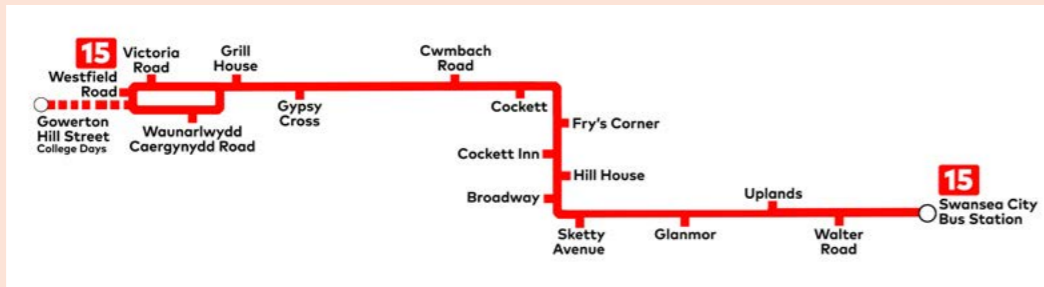 15
Victoria
Road
Grill
House
Cwmbach
Road
Westfield
Road
Gowerton
Hill Street
College Days
Waunarlwydd
Caergynydd Road
Gypsy
Cross
Cockett
Fry's Corner
Cockett Inn
Hill House
Broadway
Sketty
Avenue
Glanmor
Uplands
Walter
Road
15
Swansea City
Bus Station